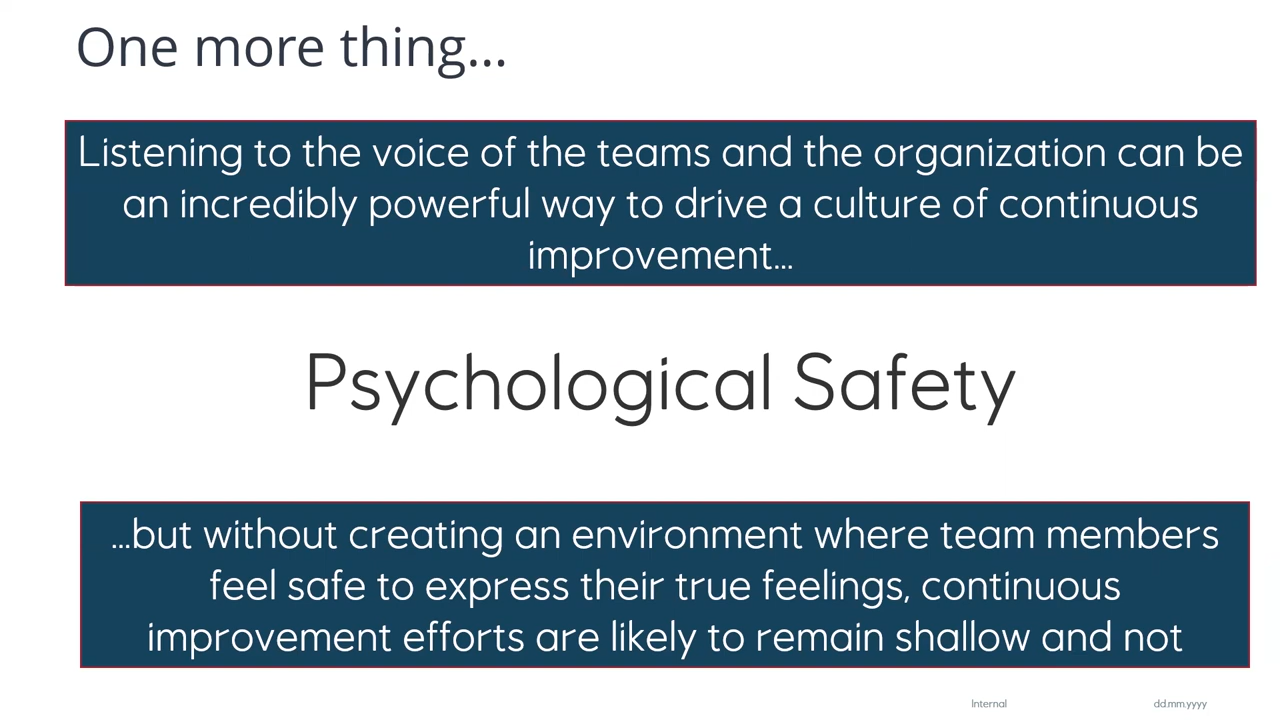 One more thing...
Listening to the voice of the teams and the organization can be
an incredibly powerful way to drive a culture of continuous
improvement...
Psychological Safety
...but without creating an environment where team members
feel safe to express their true feelings, continuous
improvement efforts are likely to remain shallow and not
Internal
dd.mm.yyyy